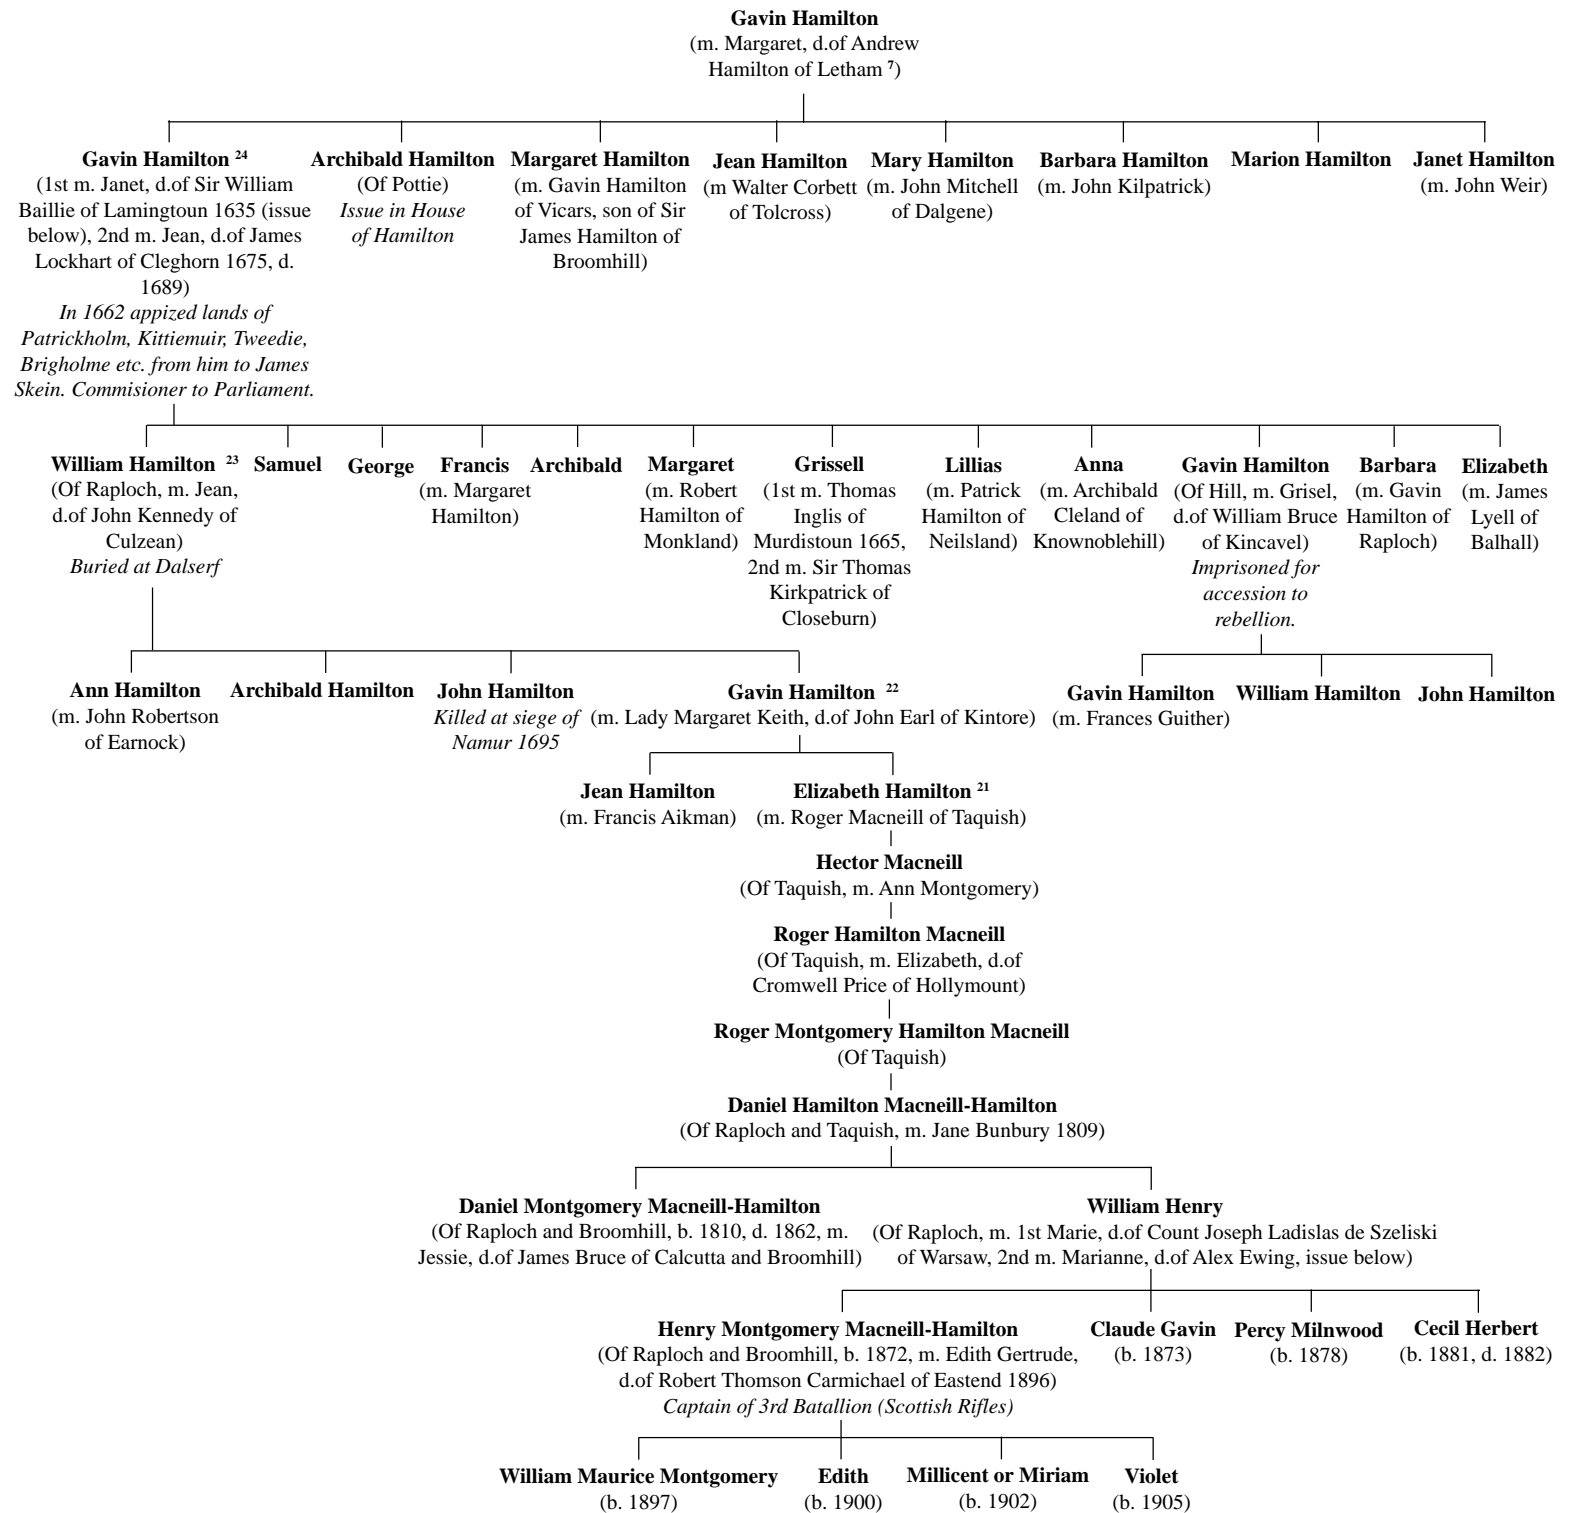 Gavin Hamilton
(m. Margaret, d.of Andrew
Hamilton of Letham 7)
Gavin Hamilton 24
(1st m. Janet, d.of Sir William
Baillie of Lamingtoun 1635 (issue
below), 2nd m. Jean, d.of James
Lockhart of Cleghorn 1675, d.
1689)
In 1662 appized lands of
Patrickholm, Kittiemuir, Tweedie,
Brigholme etc. from him to James
Skein. Commisioner to Parliament.
Archibald Hamilton
(Of Pottie)
Issue in House
of Hamilton
Margaret Hamilton
(m. Gavin Hamilton
of Vicars, son of Sir
James Hamilton of
Broomhill)
Jean Hamilton
(m Walter Corbett
of Tolcross)
Mary Hamilton
(m. John Mitchell
of Dalgene)
Barbara Hamilton
(m. John Kilpatrick)
Marion Hamilton
Janet Hamilton
(m. John Weir)
William Hamilton 23
(Of Raploch, m. Jean,
d.of John Kennedy of
Culzean)
Buried at Dalserf
Samuel
George
Francis
(m. Margaret
Hamilton)
Archibald
Margaret
(m. Robert
Hamilton of
Monkland)
Grissell
(1st m. Thomas
Inglis of
Murdistoun 1665,
2nd m. Sir Thomas
Kirkpatrick of
Closeburn)
Lillias
(m. Patrick
Hamilton of
Neilsland)
Anna
(m. Archibald
Cleland of
Knownoblehill)
Gavin Hamilton
(Of Hill, m. Grisel,
d.of William Bruce
of Kincavel)
Imprisoned for
accession to
rebellion.
Barbara
(m. Gavin
Hamilton of
Raploch)
Elizabeth
(m. James
Lyell of
Balhall)
Ann Hamilton
(m. John Robertson
of Earnock)
Archibald Hamilton
John Hamilton
Killed at siege of
Namur 1695
Gavin Hamilton 22
(m. Lady Margaret Keith, d.of John Earl of Kintore)
Gavin Hamilton
(m. Frances Guither)
William Hamilton
John Hamilton
Jean Hamilton
(m. Francis Aikman)
Elizabeth Hamilton 21
(m. Roger Macneill of Taquish)
Hector Macneill
(Of Taquish, m. Ann Montgomery)
Roger Hamilton Macneill
(Of Taquish, m. Elizabeth, d.of
Cromwell Price of Hollymount)
Roger Montgomery Hamilton Macneill
(Of Taquish)
Daniel Hamilton Macneill-Hamilton
(Of Raploch and Taquish, m. Jane Bunbury 1809)
Daniel Montgomery Macneill-Hamilton
(Of Raploch and Broomhill, b. 1810, d. 1862, m.
Jessie, d.of James Bruce of Calcutta and Broomhill)
William Henry
(Of Raploch, m. 1st Marie, d.of Count Joseph Ladislas de Szeliski
of Warsaw, 2nd m. Marianne, d.of Alex Ewing, issue below)
Henry Montgomery Macneill-Hamilton
(Of Raploch and Broomhill, b. 1872, m. Edith Gertrude,
d.of Robert Thomson Carmichael of Eastend 1896)
Captain of 3rd Batallion (Scottish Rifles)
Claude Gavin
(b. 1873)
Percy Milnwood
(b. 1878)
Cecil Herbert
(b. 1881, d. 1882)
William Maurice Montgomery
(b. 1897)
Edith
(b. 1900)
Millicent or Miriam
(b. 1902)
Violet
(b. 1905)